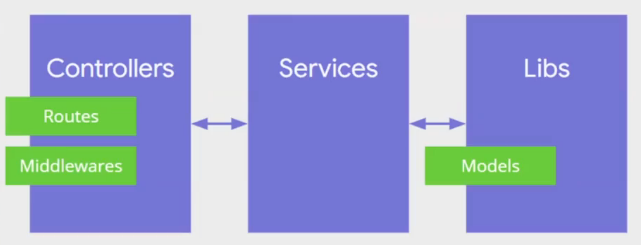 Controllers
Routes
Middlewares
Services
Libs
Models